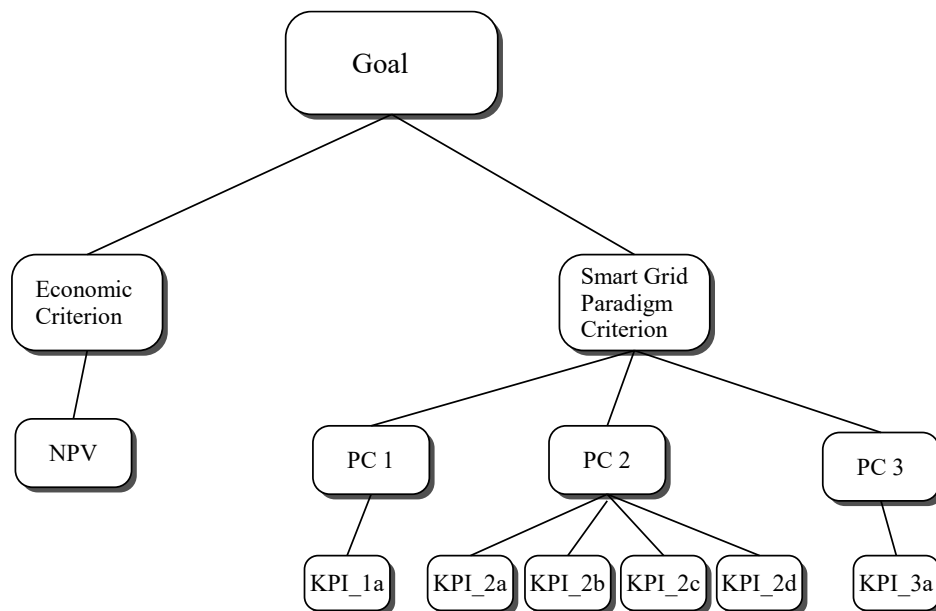 Goal
Economic
Criterion
Smart Grid
Paradigm
Criterion
NPV
PC 1
PC 2
PC 3
KPI_1a
KPI_2a
KPI_2b
KPI_2c
KPI_2d
KPI_3a